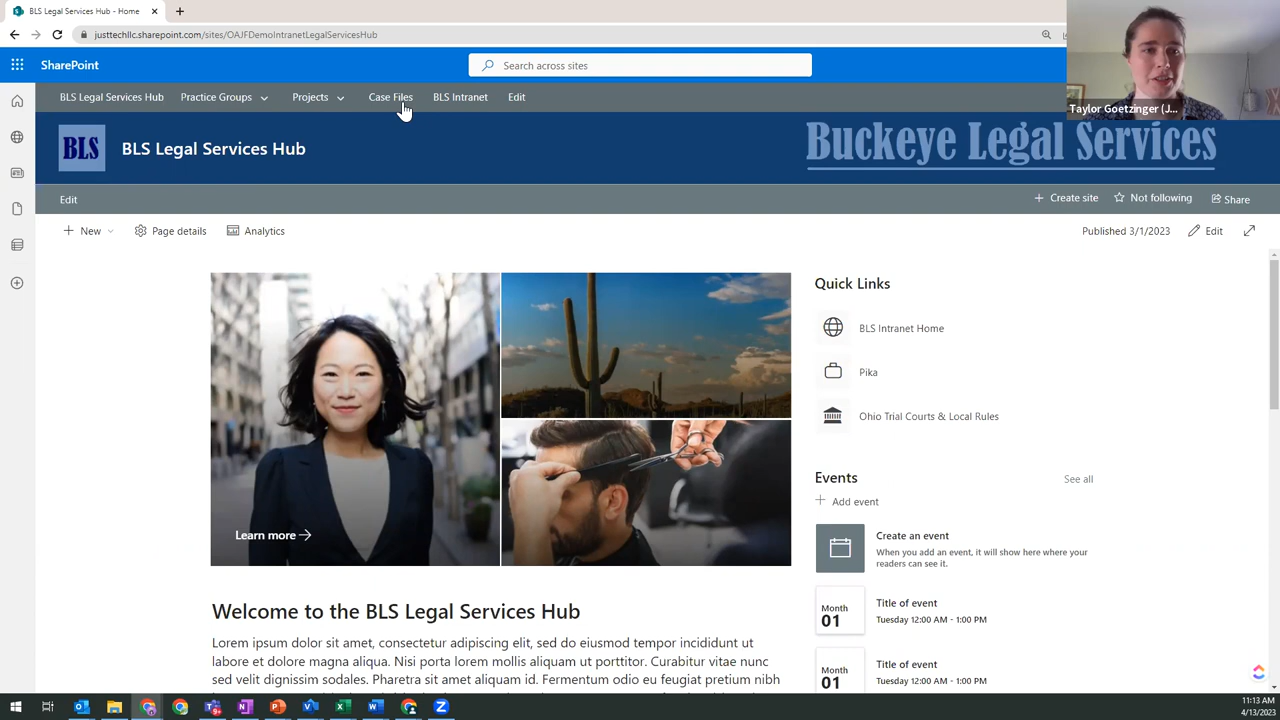 BLS Legal Services Hub - Home
justtechllc.sharepoint.com/sites/OAJFDemoIntranetLegalServicesHub
SharePoint
Search across sites
Taylor Goetzinger (J...
BLS Legal Services Hub Practice Groups Projects Case Files BLS Intranet Edit
BLS
BLS Legal Services Hub
Buckeye Legal Services
Edit
Create site Not following Share
New Page details Analytics
Published 3/1/2023 Edit
Learn more
Quick Links
BLS Intranet Home
Pika
Ohio Trial Courts & Local Rules
Events See all
Add event
Create an event
When you add an event, it will show here where your
readers can see it.
Month
01
Title of event
Tuesday 12:00 AM - 1:00 PM
Month
01
Title of event
Tuesday 12:00 AM - 1:00 PM
Welcome to the BLS Legal Services Hub
Lorem ipsum dolor sit amet, consectetur adipiscing elit, sed do eiusmod tempor incididunt ut
labore et dolore magna aliqua. Nisi porta lorem mollis aliquam ut porttitor. Curabitur vitae nunc
sed velit dignissim sodales. Pharetra sit amet aliquam id. Fermentum odio eu feugiat pretium nibh
11:13 AM
4/13/2023